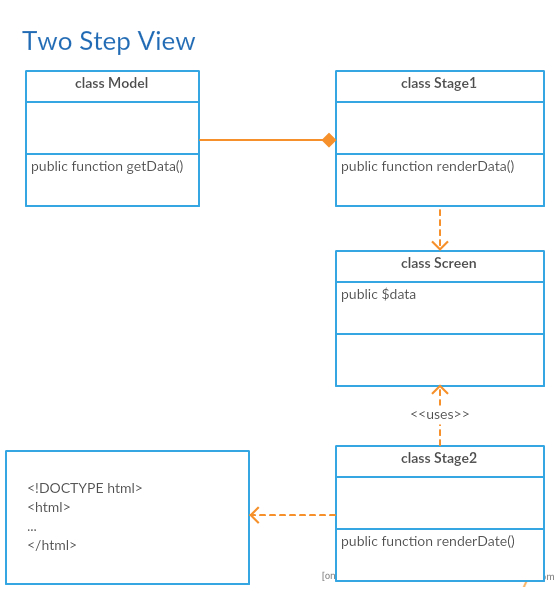 Two Step View
class Model
public function getData()
class Stage1
public function renderData()
class Screen
public $data
<<uses>>
class Stage2
public function renderDate()
<!DOCTYPE html>
<html>
...
</html>